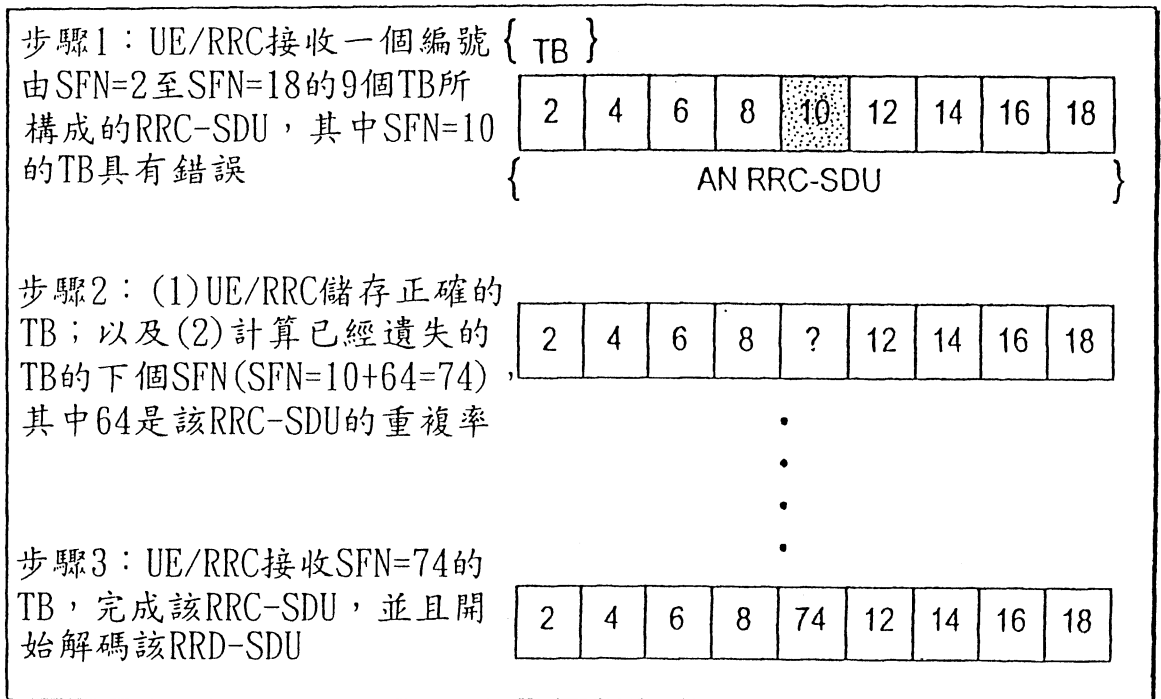 步驟1：UE/RRC接收一個編號
由SFN=2至SFN=18的9個TB所
構成的RRC-SDU，其中SFN=10
的TB具有錯誤
{ TB }
2 4 6 8 10 12 14 16 18
{ AN RRC-SDU }
步驟2：(1)UE/RRC儲存正確的
TB；以及(2)計算已經遺失的
TB的下個SFN(SFN=10+64=74)，
其中64是該RRC-SDU的重複率
2 4 6 8 ? 12 14 16 18
步驟3：UE/RRC接收SFN=74的
TB，完成該RRC-SDU，並且開
始解碼該RRD-SDU
2 4 6 8 74 12 14 16 18